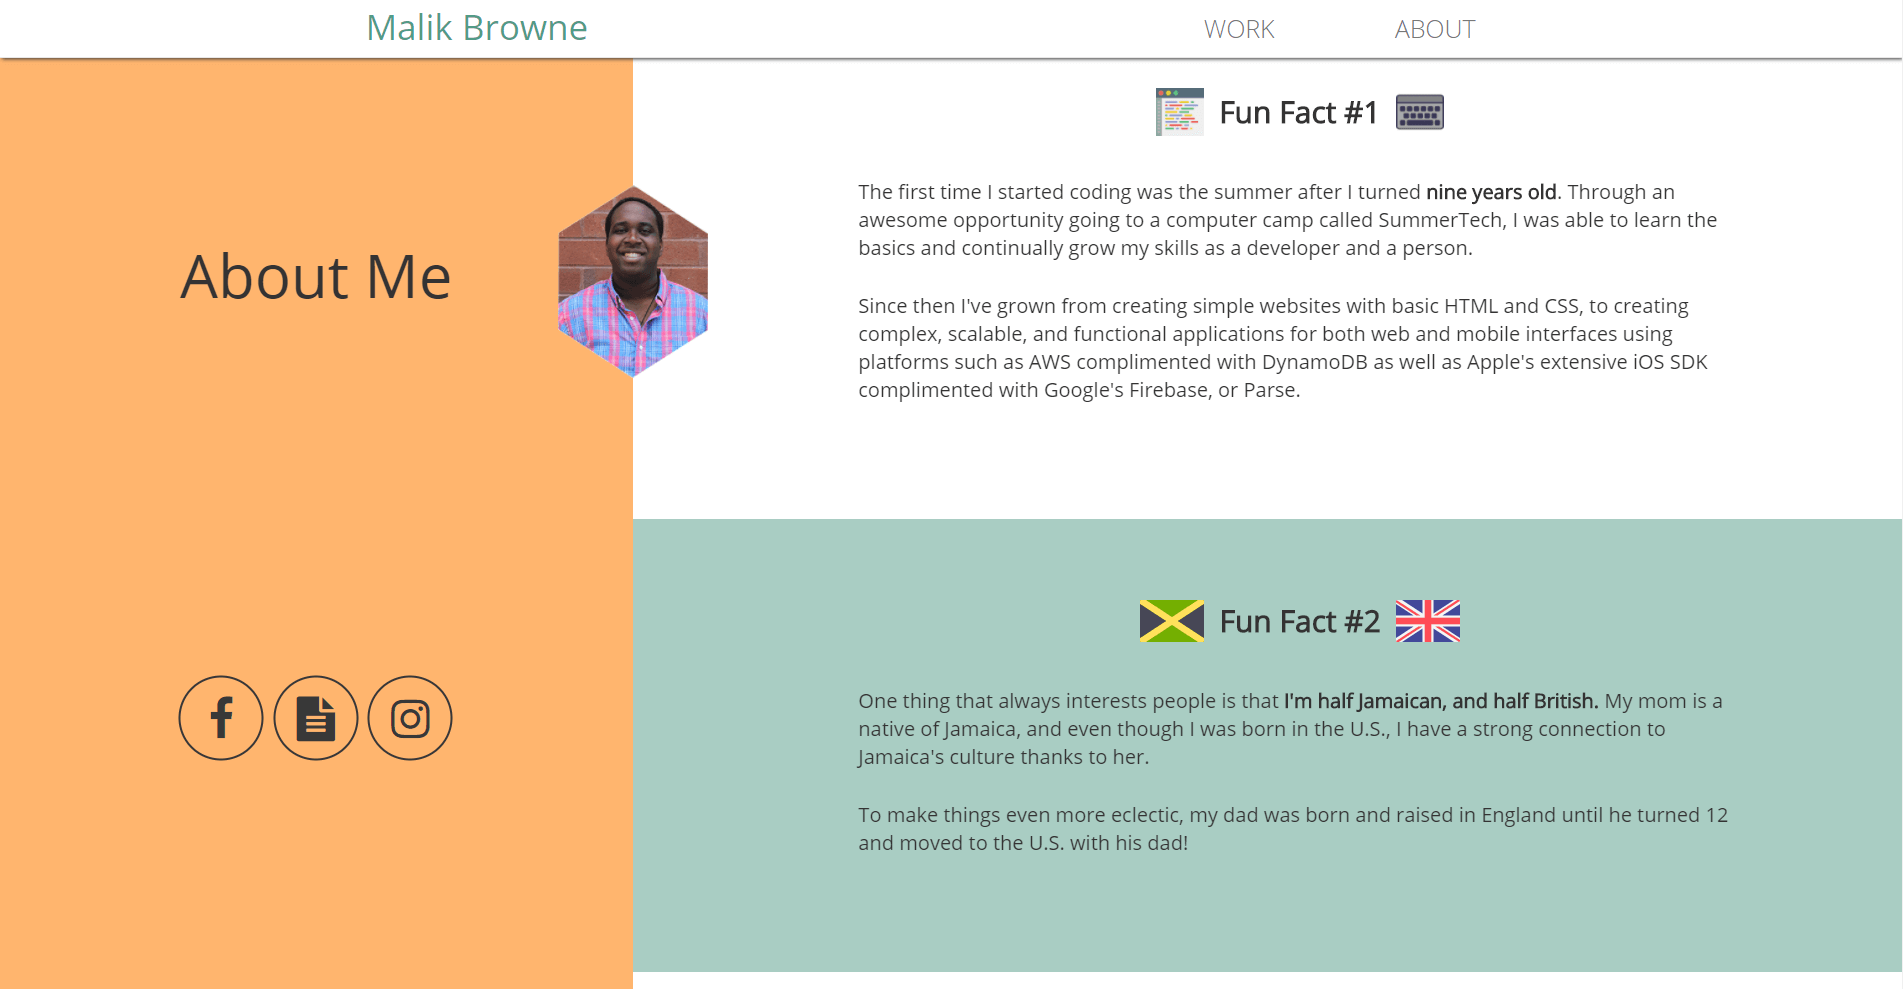 Malik Browne
WORK
ABOUT
About Me
Fun Fact #1
The first time I started coding was the summer after I turned nine years old. Through an
awesome opportunity going to a computer camp called SummerTech, I was able to learn the
basics and continually grow my skills as a developer and a person.
Since then I've grown from creating simple websites with basic HTML and CSS, to creating
complex, scalable, and functional applications for both web and mobile interfaces using
platforms such as AWS complimented with DynamoDB as well as Apple's extensive iOS SDK
complimented with Google's Firebase, or Parse.
Fun Fact #2
One thing that always interests people is that I'm half Jamaican, and half British. My mom is a
native of Jamaica, and even though I was born in the U.S., I have a strong connection to
Jamaica's culture thanks to her.
To make things even more eclectic, my dad was born and raised in England until he turned 12
and moved to the U.S. with his dad!